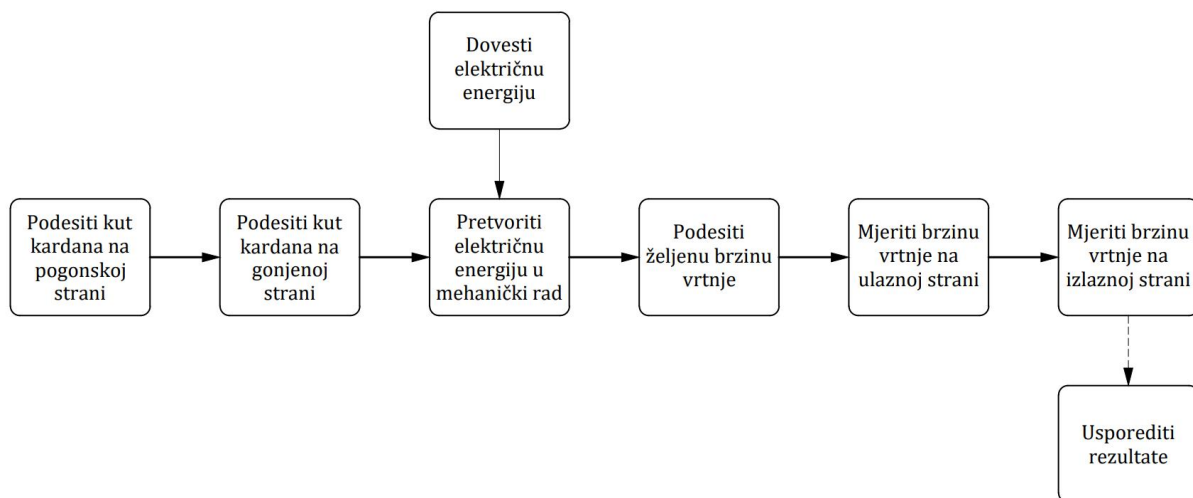 Dovesti
električnu
energiju
Podesiti kut
kardana na
pogonskoj
strani
Podesiti kut
kardana na
gonjenoj
strani
Pretvoriti
električnu
energiju u
mehanički rad
Podesiti
željenu brzinu
vrtnje
Mjeriti brzinu
vrtnje na
ulaznoj strani
Mjeriti brzinu
vrtnje na
izlaznoj strani
Usporediti
rezultate